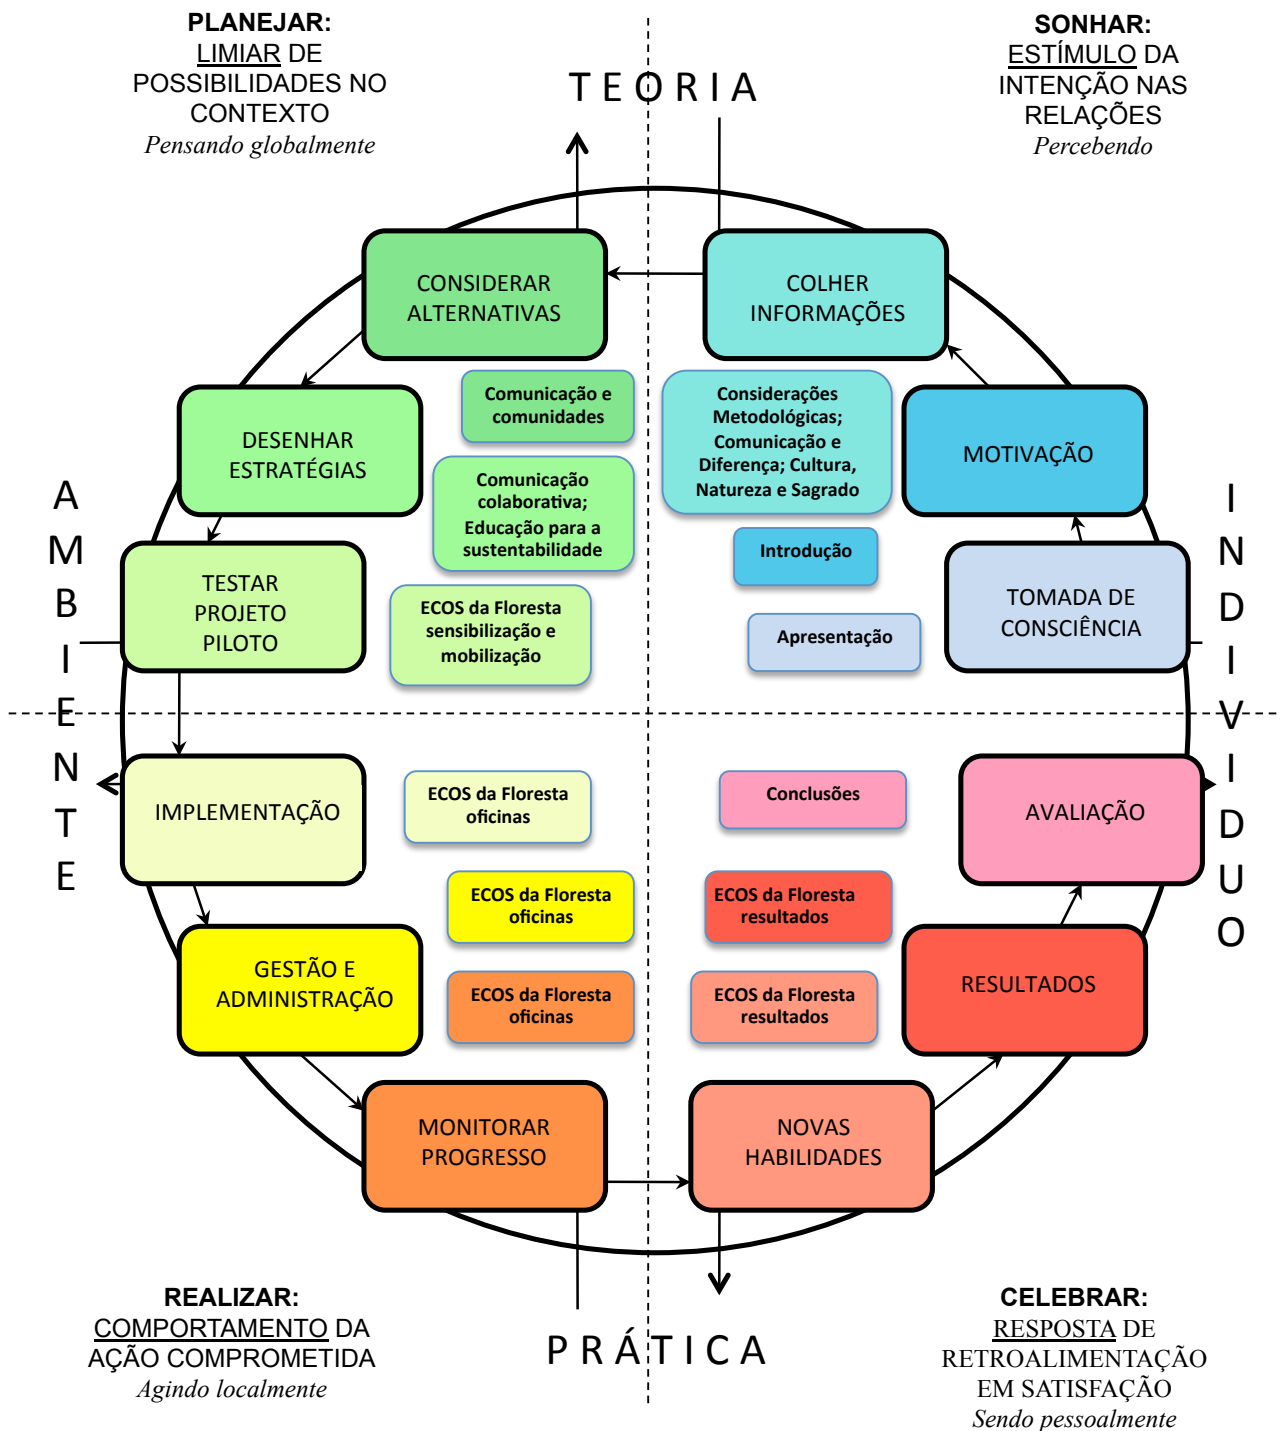 PLANEJAR:
LIMIAR DE
POSSIBILIDADES NO
CONTEXTO
Pensando globalmente
SONHAR:
ESTÍMULO DA
INTENÇÃO NAS
RELAÇÕES
Percebendo
TEORIA
CONSIDERAR
ALTERNATIVAS
COLHER
INFORMAÇÕES
DESENHAR
ESTRATÉGIAS
Comunicação e
comunidades
Considerações
Metodológicas;
Comunicação e
Diferença; Cultura,
Natureza e Sagrado
MOTIVAÇÃO
Comunicação
colaborativa;
Educação para a
sustentabilidade
Introdução
AMBIENTE
INDIVIDUO
TESTAR
PROJETO
PILOTO
ECOS da Floresta
sensibilização e
mobilização
Apresentação
TOMADA DE
CONSCIÊNCIA
IMPLEMENTAÇÃO
ECOS da Floresta
oficinas
Conclusões
AVALIAÇÃO
ECOS da Floresta
oficinas
ECOS da Floresta
resultados
GESTÃO E
ADMINISTRAÇÃO
ECOS da Floresta
oficinas
ECOS da Floresta
resultados
RESULTADOS
MONITORAR
PROGRESSO
NOVAS
HABILIDADES
PRÁTICA
REALIZAR:
COMPORTAMENTO DA
AÇÃO COMPROMETIDA
Agindo localmente
CELEBRAR:
RESPOSTA DE
RETROALIMENTAÇÃO
EM SATISFAÇÃO
Sendo pessoalmente